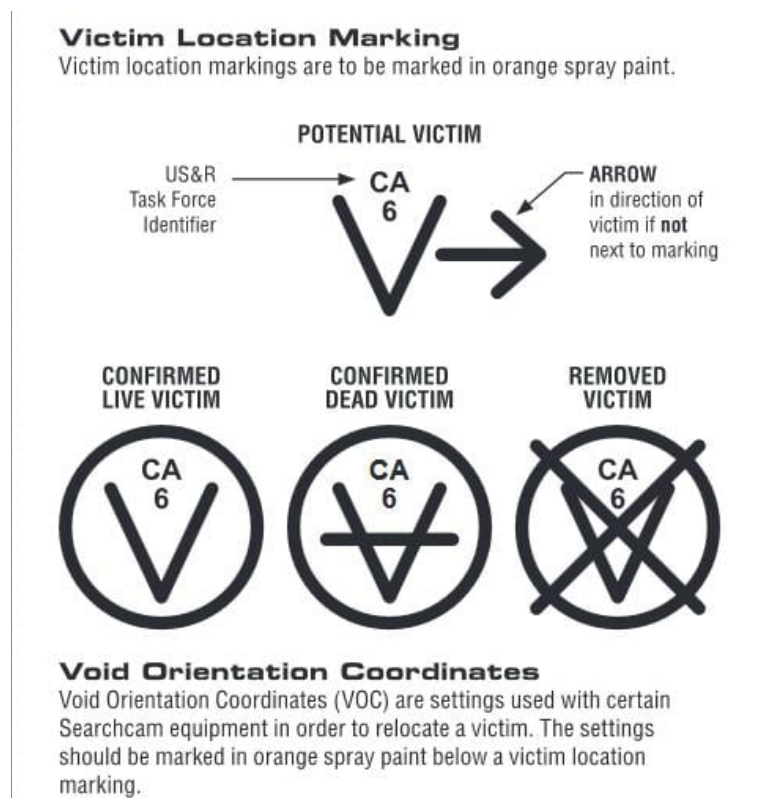 Victim Location Marking
Victim location markings are to be marked in orange spray paint.
POTENTIAL VICTIM
US&R
Task Force
Identifier
CA
6
ARROW
in direction of
victim if not
next to marking
CONFIRMED
LIVE VICTIM
CONFIRMED
DEAD VICTIM
REMOVED
VICTIM
CA
6
CA
6
CA
6
Void Orientation Coordinates
Void Orientation Coordinates (VOC) are settings used with certain
Searchcam equipment in order to relocate a victim. The settings
should be marked in orange spray paint below a victim location
marking.